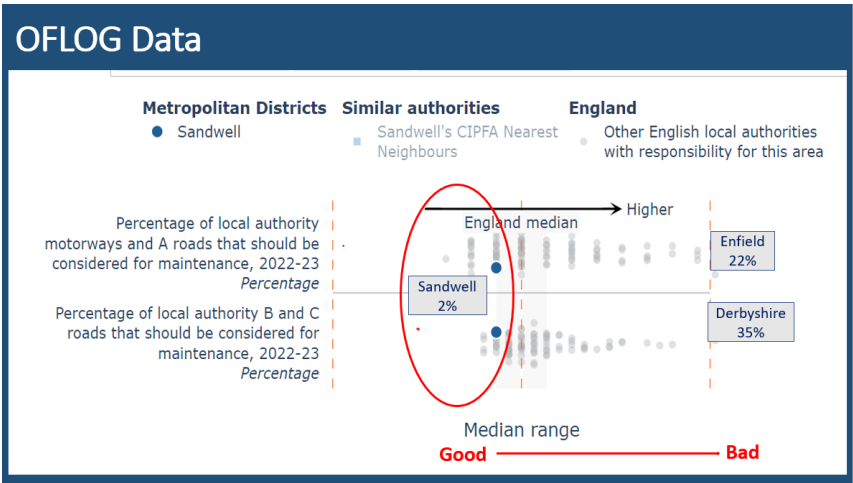 OFLOG Data
Metropolitan Districts
Sandwell
Similar authorities
Sandwell's CIPFA Nearest
Neighbours
England
Other English local authorities
with responsibility for this area
Higher
England median
Percentage of local authority
motorways and A roads that should be
considered for maintenance, 2022-23
Percentage
Enfield
22%
Sandwell
2%
Percentage of local authority B and C
roads that should be considered for
maintenance, 2022-23
Percentage
Derbyshire
35%
Median range
Good
Bad